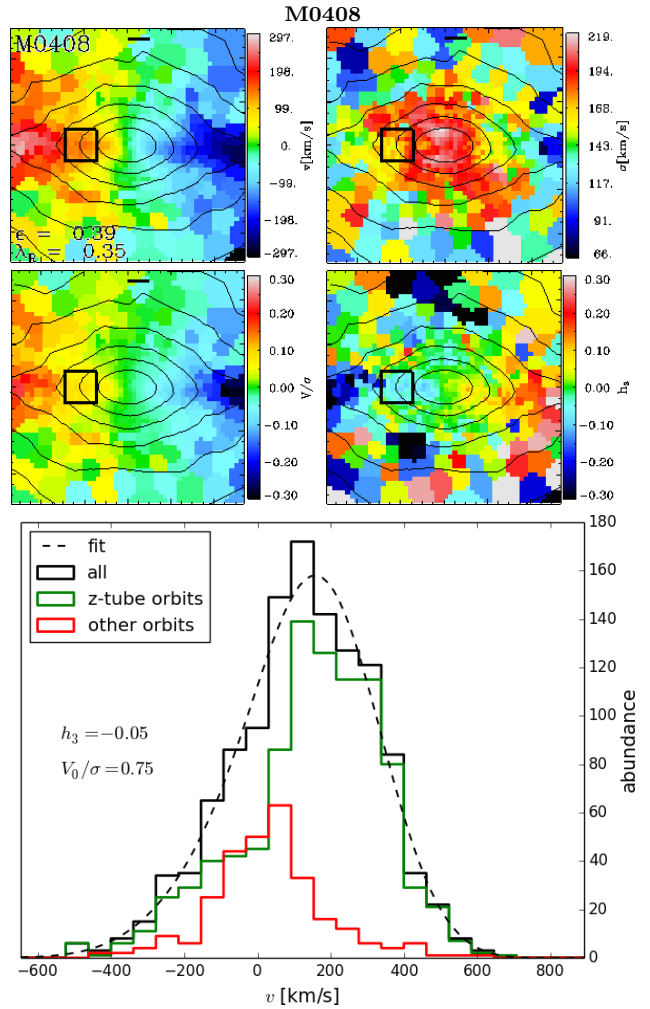 M0408
M0408
ϵ = 0.39
λ_R = 0.35
297.
198.
99.
0.
−99.
−198.
−297.
v[km/s]
219.
194.
168.
143.
117.
91.
66.
σ[km/s]
0.30
0.20
0.10
0.00
−0.10
−0.20
−0.30
V/σ
0.30
0.20
0.10
0.00
−0.10
−0.20
−0.30
h₃
fit
all
z-tube orbits
other orbits
h₃ =−0.05
V₀/σ =0.75
180
160
140
120
100
80
60
40
20
0
abundance
−600 −400 −200 0 200 400 600 800
v [km/s]